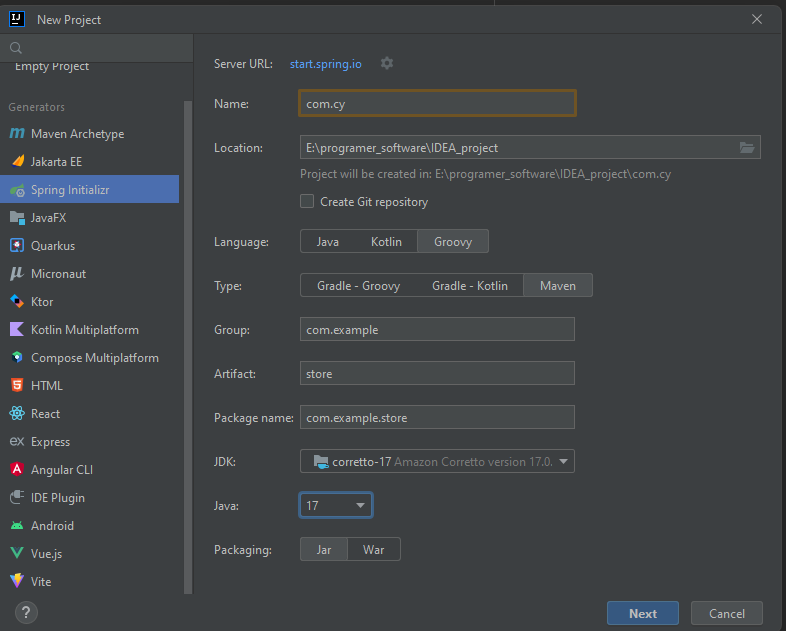 New Project
Empty Project
Generators
Maven Archetype
Jakarta EE
Spring Initializr
JavaFX
Quarkus
Micronaut
Ktor
Kotlin Multiplatform
Compose Multiplatform
HTML
React
ex Express
Angular CLI
IDE Plugin
Android
Vue.js
Vite
?
Server URL: start.spring.io
Name: com.cy
Location: E:\programer_software\IDEA_project
Project will be created in: E:\programer_software\IDEA_project\com.cy
Create Git repository
Language: Java Kotlin Groovy
Type: Gradle - Groovy Gradle - Kotlin Maven
Group: com.example
Artifact: store
Package name: com.example.store
JDK: corretto-17 Amazon Corretto version 17.0.
Java: 17
Packaging: Jar War
Next Cancel